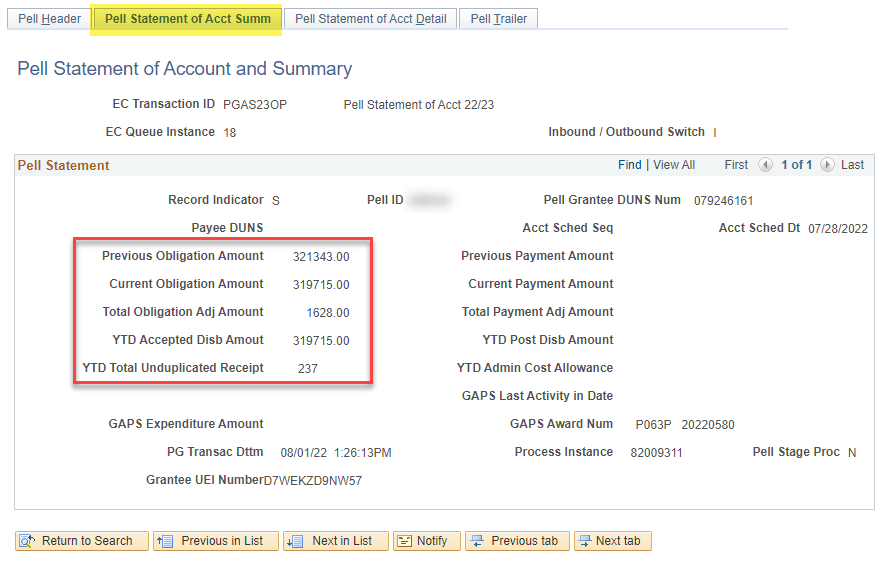 Pell Header Pell Statement of Acct Summ Pell Statement of Acct Detail Pell Trailer
Pell Statement of Account and Summary
EC Transaction ID PGAS23OP Pell Statement of Acct 22/23
EC Queue Instance 18 Inbound / Outbound Switch I
Pell Statement Find | View All First 1 of 1 Last
Record Indicator S Pell ID Pell Grantee DUNS Num 079246161
Payee DUNS Acct Sched Seq Acct Sched Dt 07/28/2022
Previous Obligation Amount 321343.00 Previous Payment Amount
Current Obligation Amount 319715.00 Current Payment Amount
Total Obligation Adj Amount 1628.00 Total Payment Adj Amount
YTD Accepted Disb Amout 319715.00 YTD Post Disb Amount
YTD Total Unduplicated Receipt 237 YTD Admin Cost Allowance
GAPS Last Activity in Date
GAPS Expenditure Amount GAPS Award Num P063P 20220580
PG Transac Dttm 08/01/22 1:26:13PM Process Instance 82009311 Pell Stage Proc N
Grantee UEI Number D7WEKZD9NW57
Return to Search Previous in List Next in List Notify Previous tab Next tab